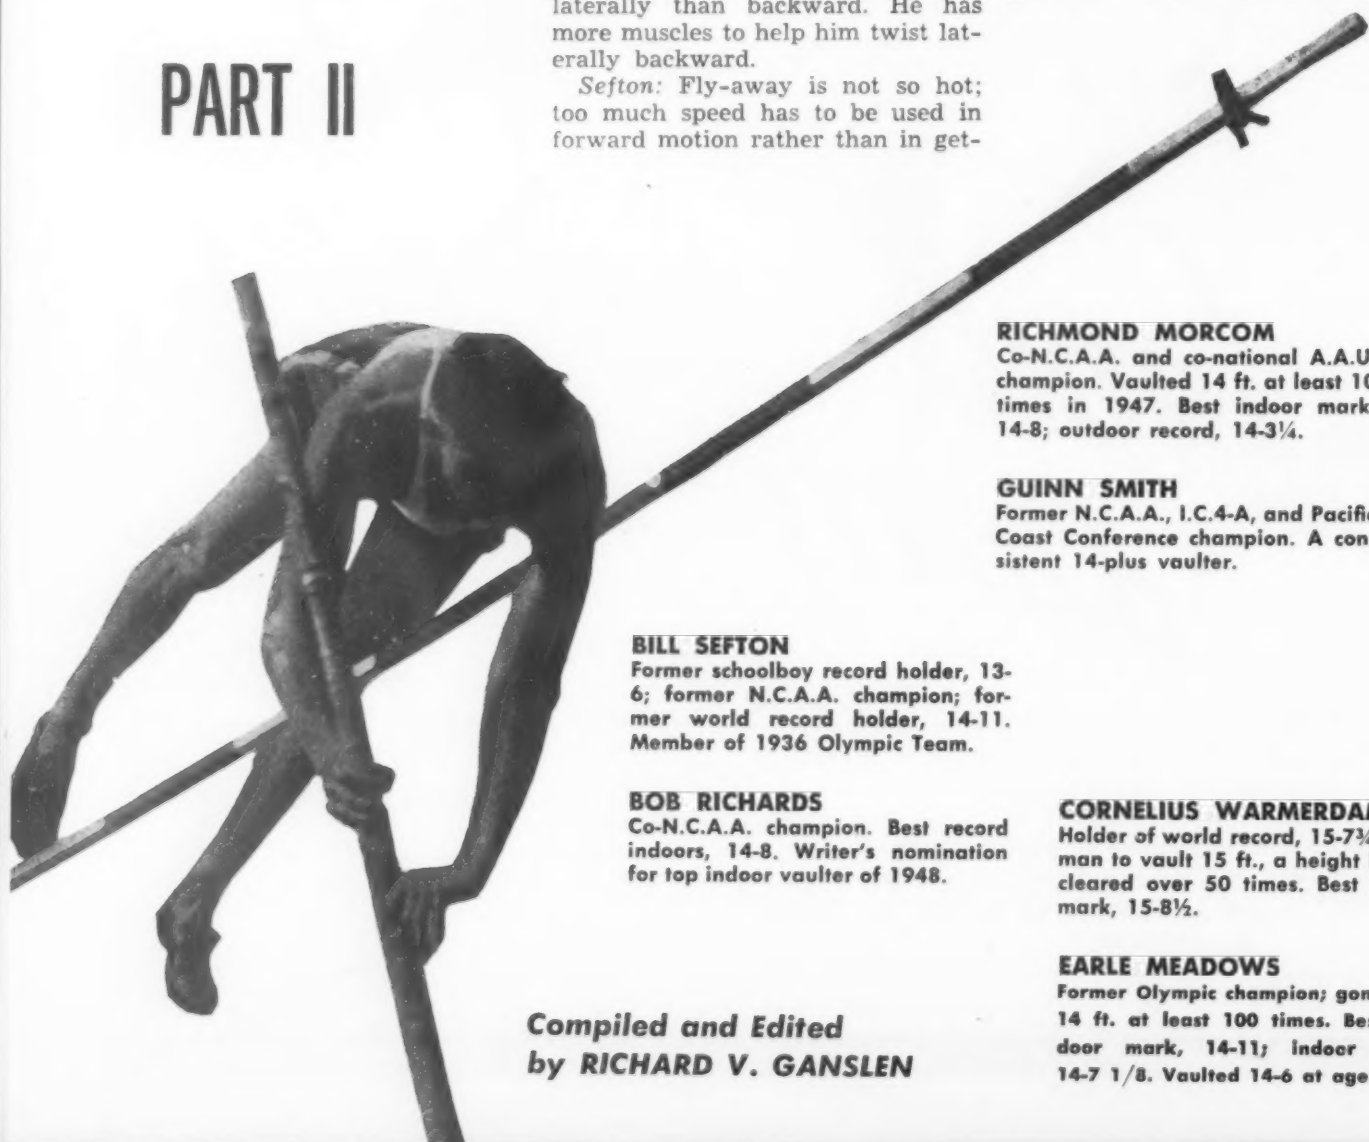 PART II
laterally than backward. He has
more muscles to help him twist lat-
erally backward.
Sefton: Fly-away is not so hot;
too much speed has to be used in
forward motion rather than in get-
RICHMOND MORCOM
Co-N.C.A.A. and co-national A.A.U
champion. Vaulted 14 ft. at least 10
times in 1947. Best indoor mark
14-8; outdoor record, 14-3¼.
GUINN SMITH
Former N.C.A.A., I.C.4-A, and Pacific
Coast Conference champion. A con
sistent 14-plus vaulter.
BILL SEFTON
Former schoolboy record holder, 13-
6; former N.C.A.A. champion; for-
mer world record holder, 14-11.
Member of 1936 Olympic Team.
BOB RICHARDS
Co-N.C.A.A. champion. Best record
indoors, 14-8. Writer's nomination
for top indoor vaulter of 1948.
CORNELIUS WARMERDAM
Holder of world record, 15-7¾
man to vault 15 ft., a height
cleared over 50 times. Best
mark, 15-8½.
EARLE MEADOWS
Former Olympic champion; gon
14 ft. at least 100 times. Bes
door mark, 14-11; indoor
14-7 1/8. Vaulted 14-6 at age
Compiled and Edited
by RICHARD V. GANSLEN